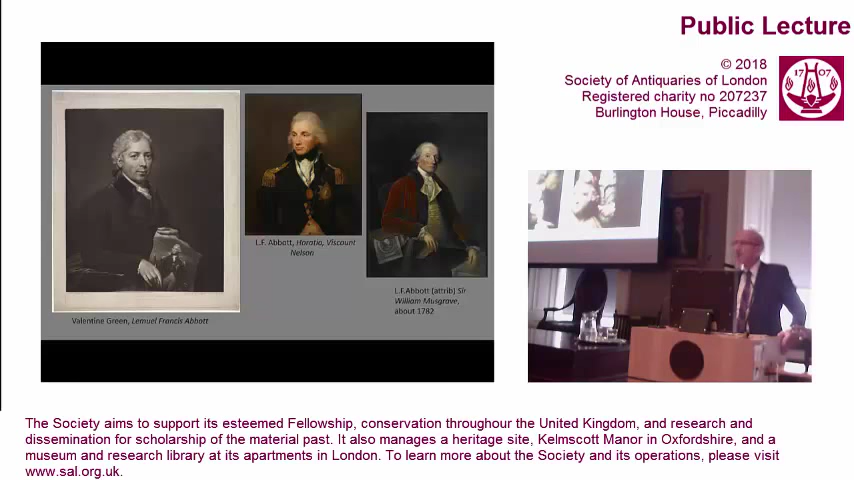 Public Lecture
© 2018
Society of Antiquaries of London
Registered charity no 207237
Burlington House, Piccadilly
1707
L.F. Abbott, Horatio, Viscount
Nelson
L.F.Abbott (attrib) Sir
William Musgrave,
about 1782
Valentine Green, Lemuel Francis Abbott
The Society aims to support its esteemed Fellowship, conservation throughour the United Kingdom, and research and
dissemination for scholarship of the material past. It also manages a heritage site, Kelmscott Manor in Oxfordshire, and a
museum and research library at its apartments in London. To learn more about the Society and its operations, please visit
www.sal.org.uk.